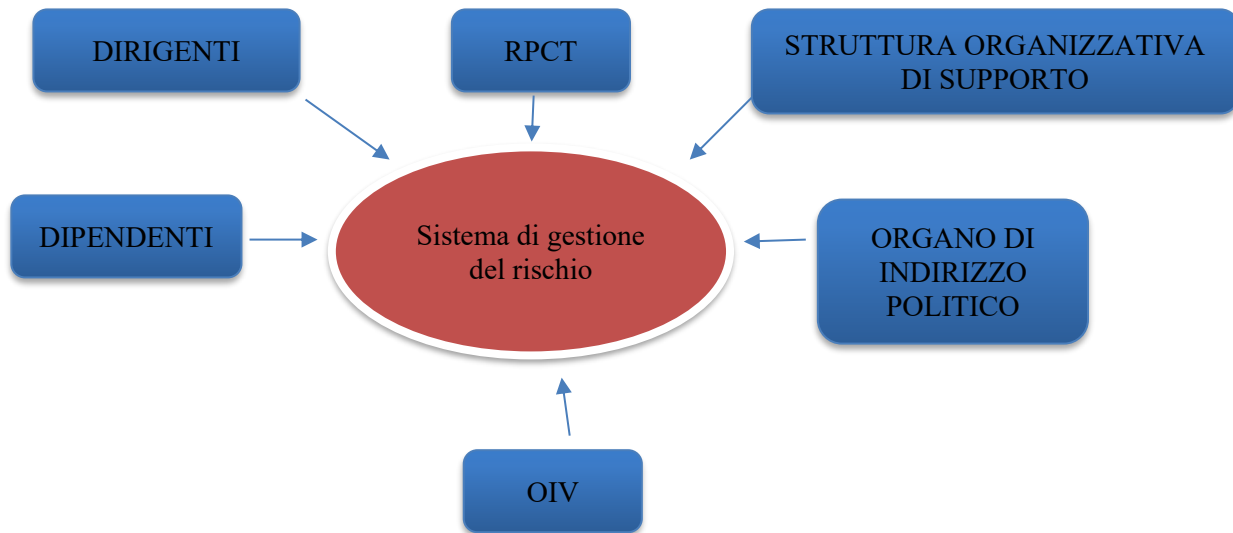 DIRIGENTI
RPCT
STRUTTURA ORGANIZZATIVA
DI SUPPORTO
DIPENDENTI
Sistema di gestione
del rischio
ORGANO DI
INDIRIZZO
POLITICO
OIV